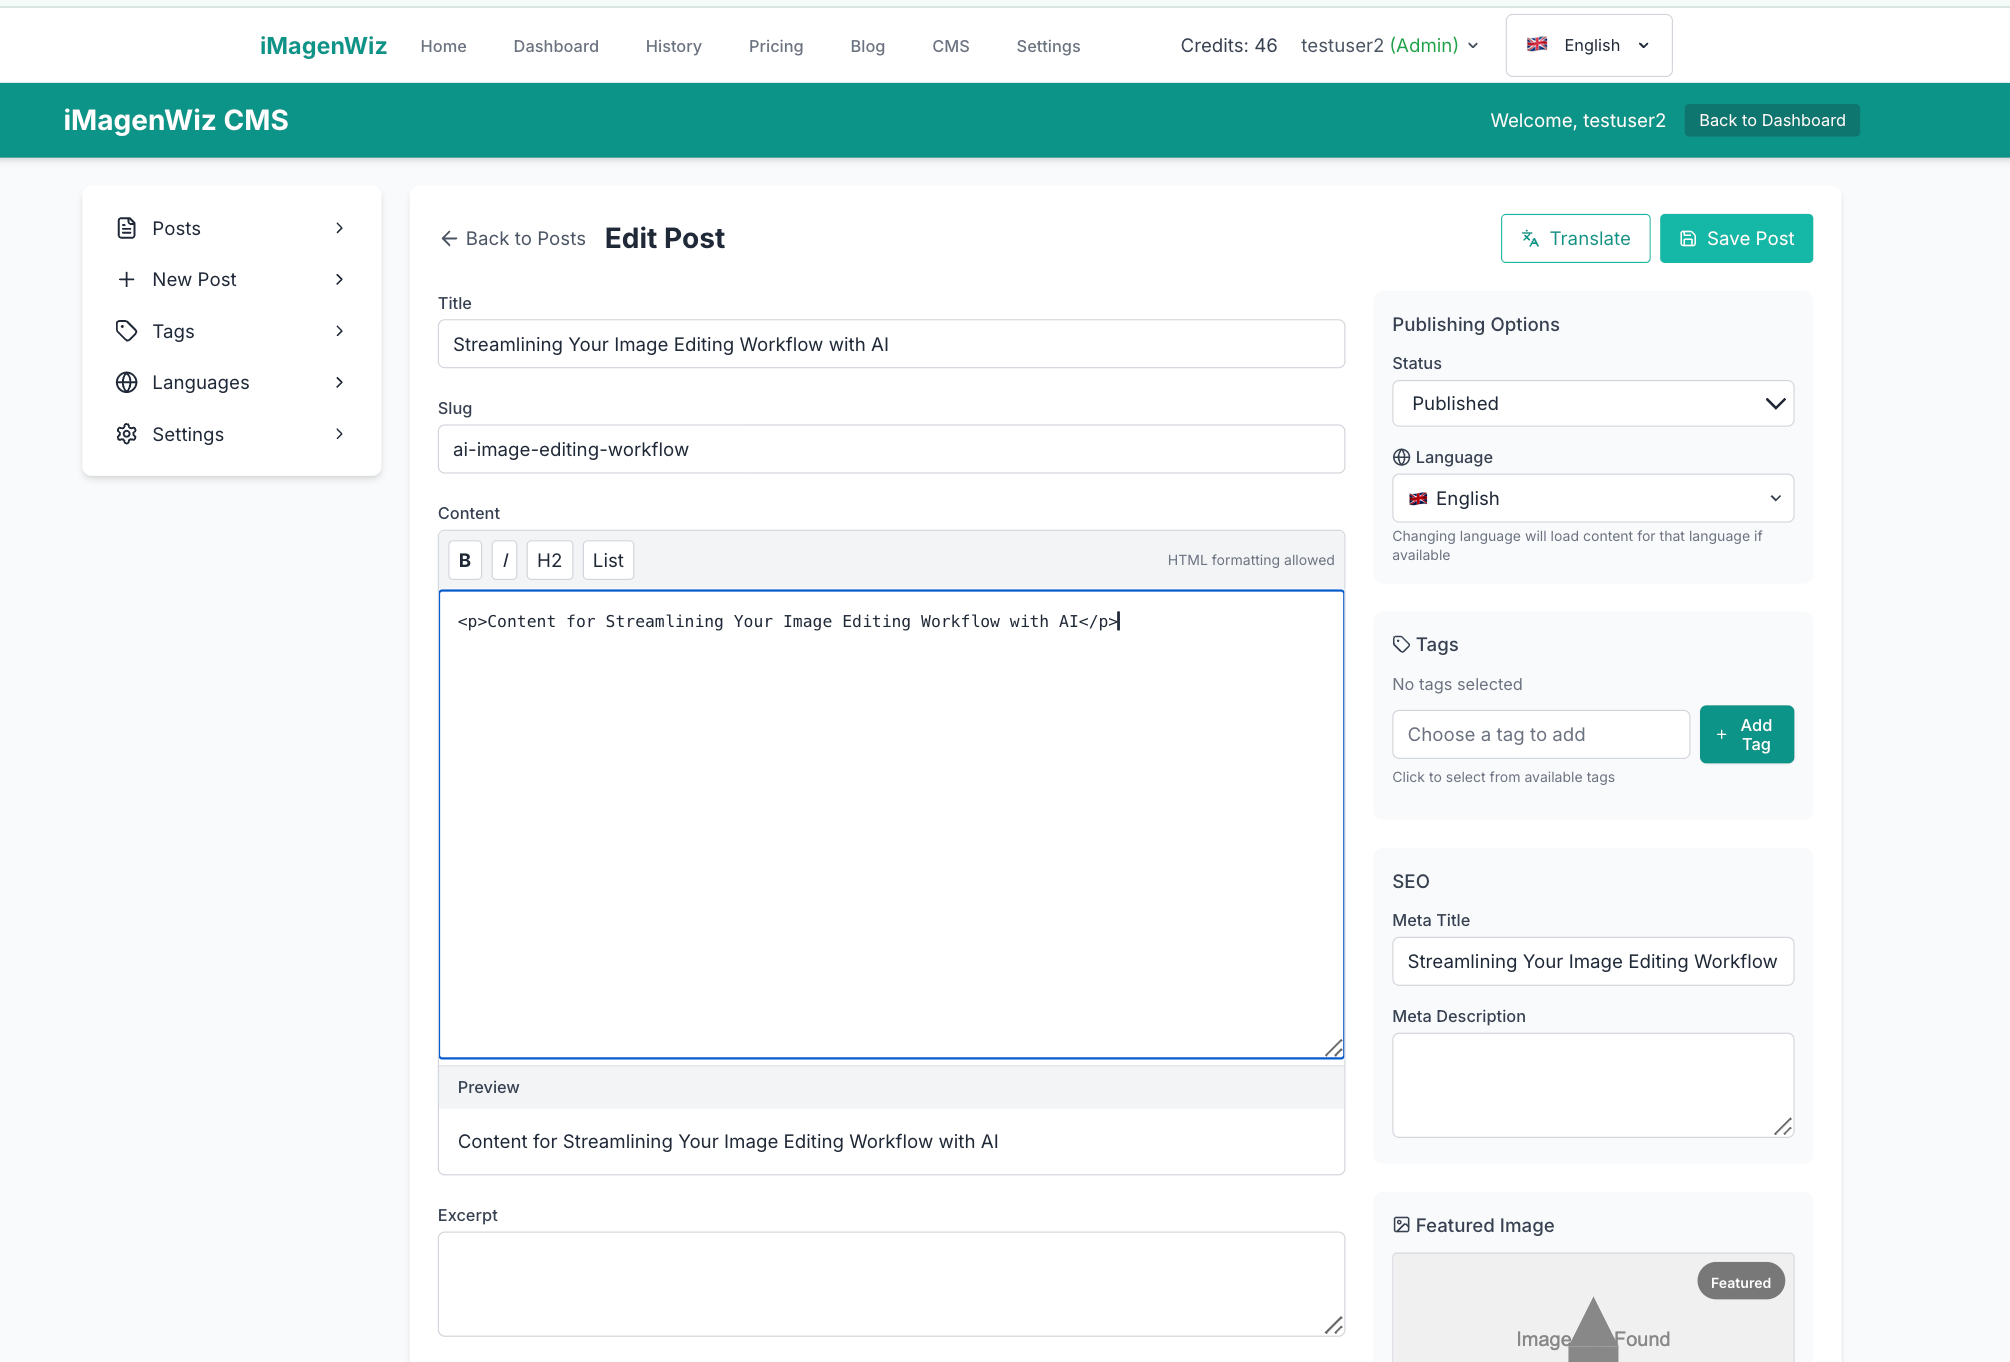 iMagenWiz
Home
Dashboard
History
Pricing
Blog
CMS
Settings
Credits: 46
testuser2 (Admin)
English
iMagenWiz CMS
Welcome, testuser2
Back to Dashboard
Posts
New Post
Tags
Languages
Settings
Back to Posts
Edit Post
Translate
Save Post
Title
Streamlining Your Image Editing Workflow with AI
Slug
ai-image-editing-workflow
Content
B
I
H2
List
HTML formatting allowed
<p>Content for Streamlining Your Image Editing Workflow with AI</p>
Preview
Content for Streamlining Your Image Editing Workflow with AI
Excerpt
Publishing Options
Status
Published
Language
English
Changing language will load content for that language if
available
Tags
No tags selected
Choose a tag to add
Add
Tag
Click to select from available tags
SEO
Meta Title
Streamlining Your Image Editing Workflow
Meta Description
Featured Image
Featured
Image
Found